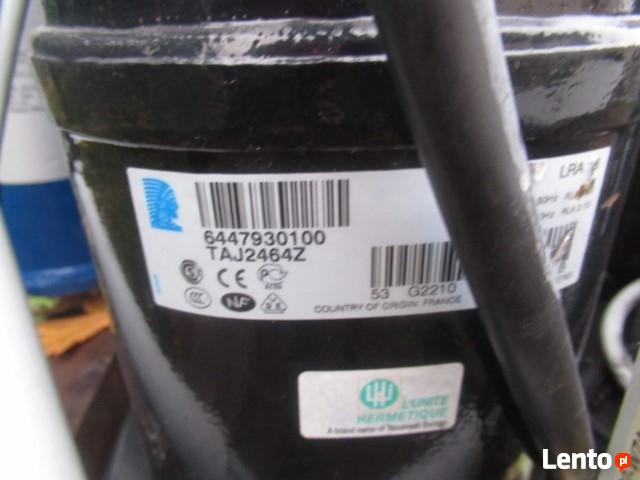 6447930100
TAJ2464Z
LRA
50Hz
53 G2210
NF
COUNTRY OF ORIGIN FRANCE
L'UNITE
HERMETIQUE
A brand name of Tecumseh Europe
Lento.pl